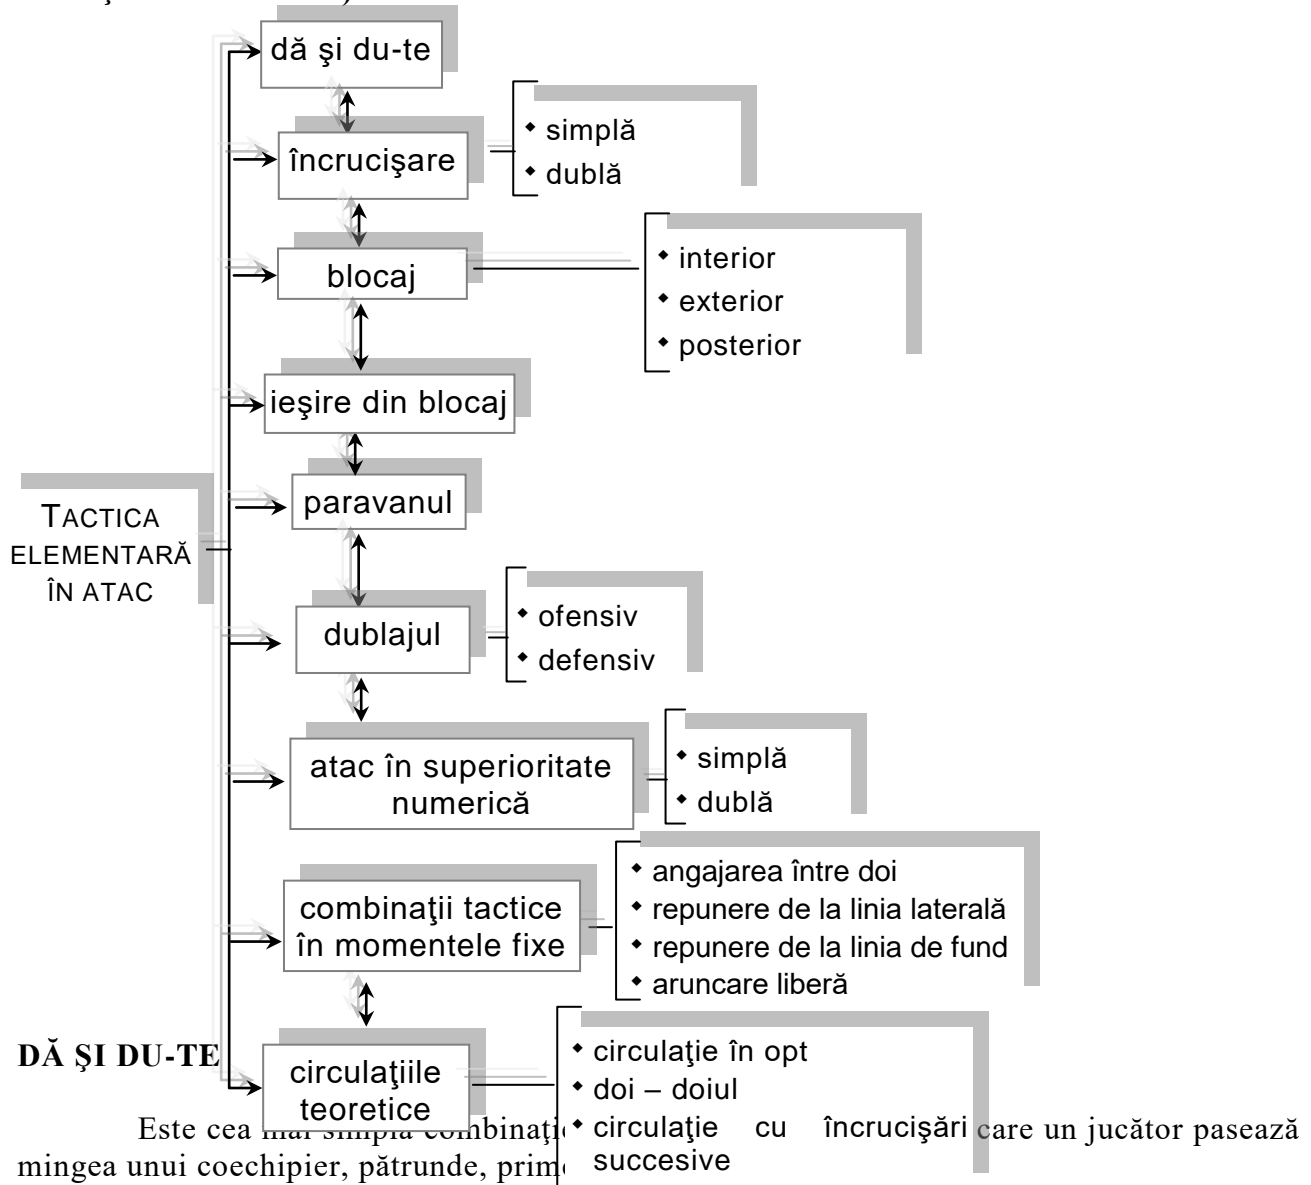 dă şi du-te
încrucişare
◆ simplă
◆ dublă
blocaj
◆ interior
◆ exterior
◆ posterior
ieşire din blocaj
paravanul
TACTICA
ELEMENTARĂ
ÎN ATAC
dublajul
◆ ofensiv
◆ defensiv
atac în superioritate
numerică
◆ simplă
◆ dublă
combinaţii tactice
în momentele fixe
◆ angajarea între doi
◆ repunere de la linia laterală
◆ repunere de la linia de fund
◆ aruncare liberă
circulaţiile
teoretice
◆ circulaţie în opt
◆ doi – doiul
◆ circulaţie cu încrucişări
succesive
DĂ ŞI DU-TE
Este cea care un jucător pasează
mingea unui coechipier, pătrunde,